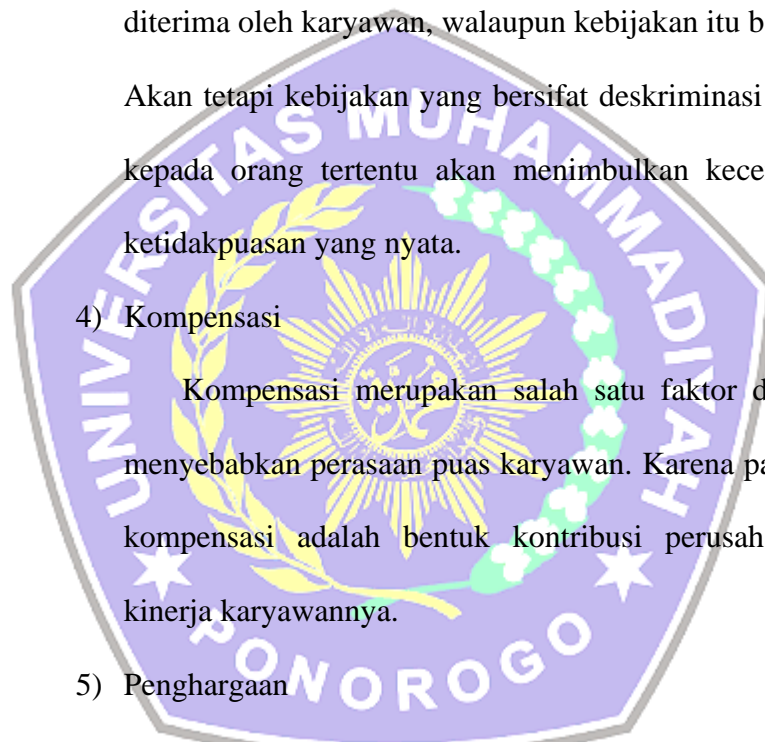 diterima oleh karyawan, walaupun kebijakan itu b
Akan tetapi kebijakan yang bersifat deskriminasi
kepada orang tertentu akan menimbulkan kece
ketidakpuasan yang nyata.
4) Kompensasi
Kompensasi merupakan salah satu faktor d
menyebabkan perasaan puas karyawan. Karena pa
kompensasi adalah bentuk kontribusi perusah
kinerja karyawannya.
5) Penghargaan
UNIVERSITAS MUHAMMADIYAH
PONOROGO